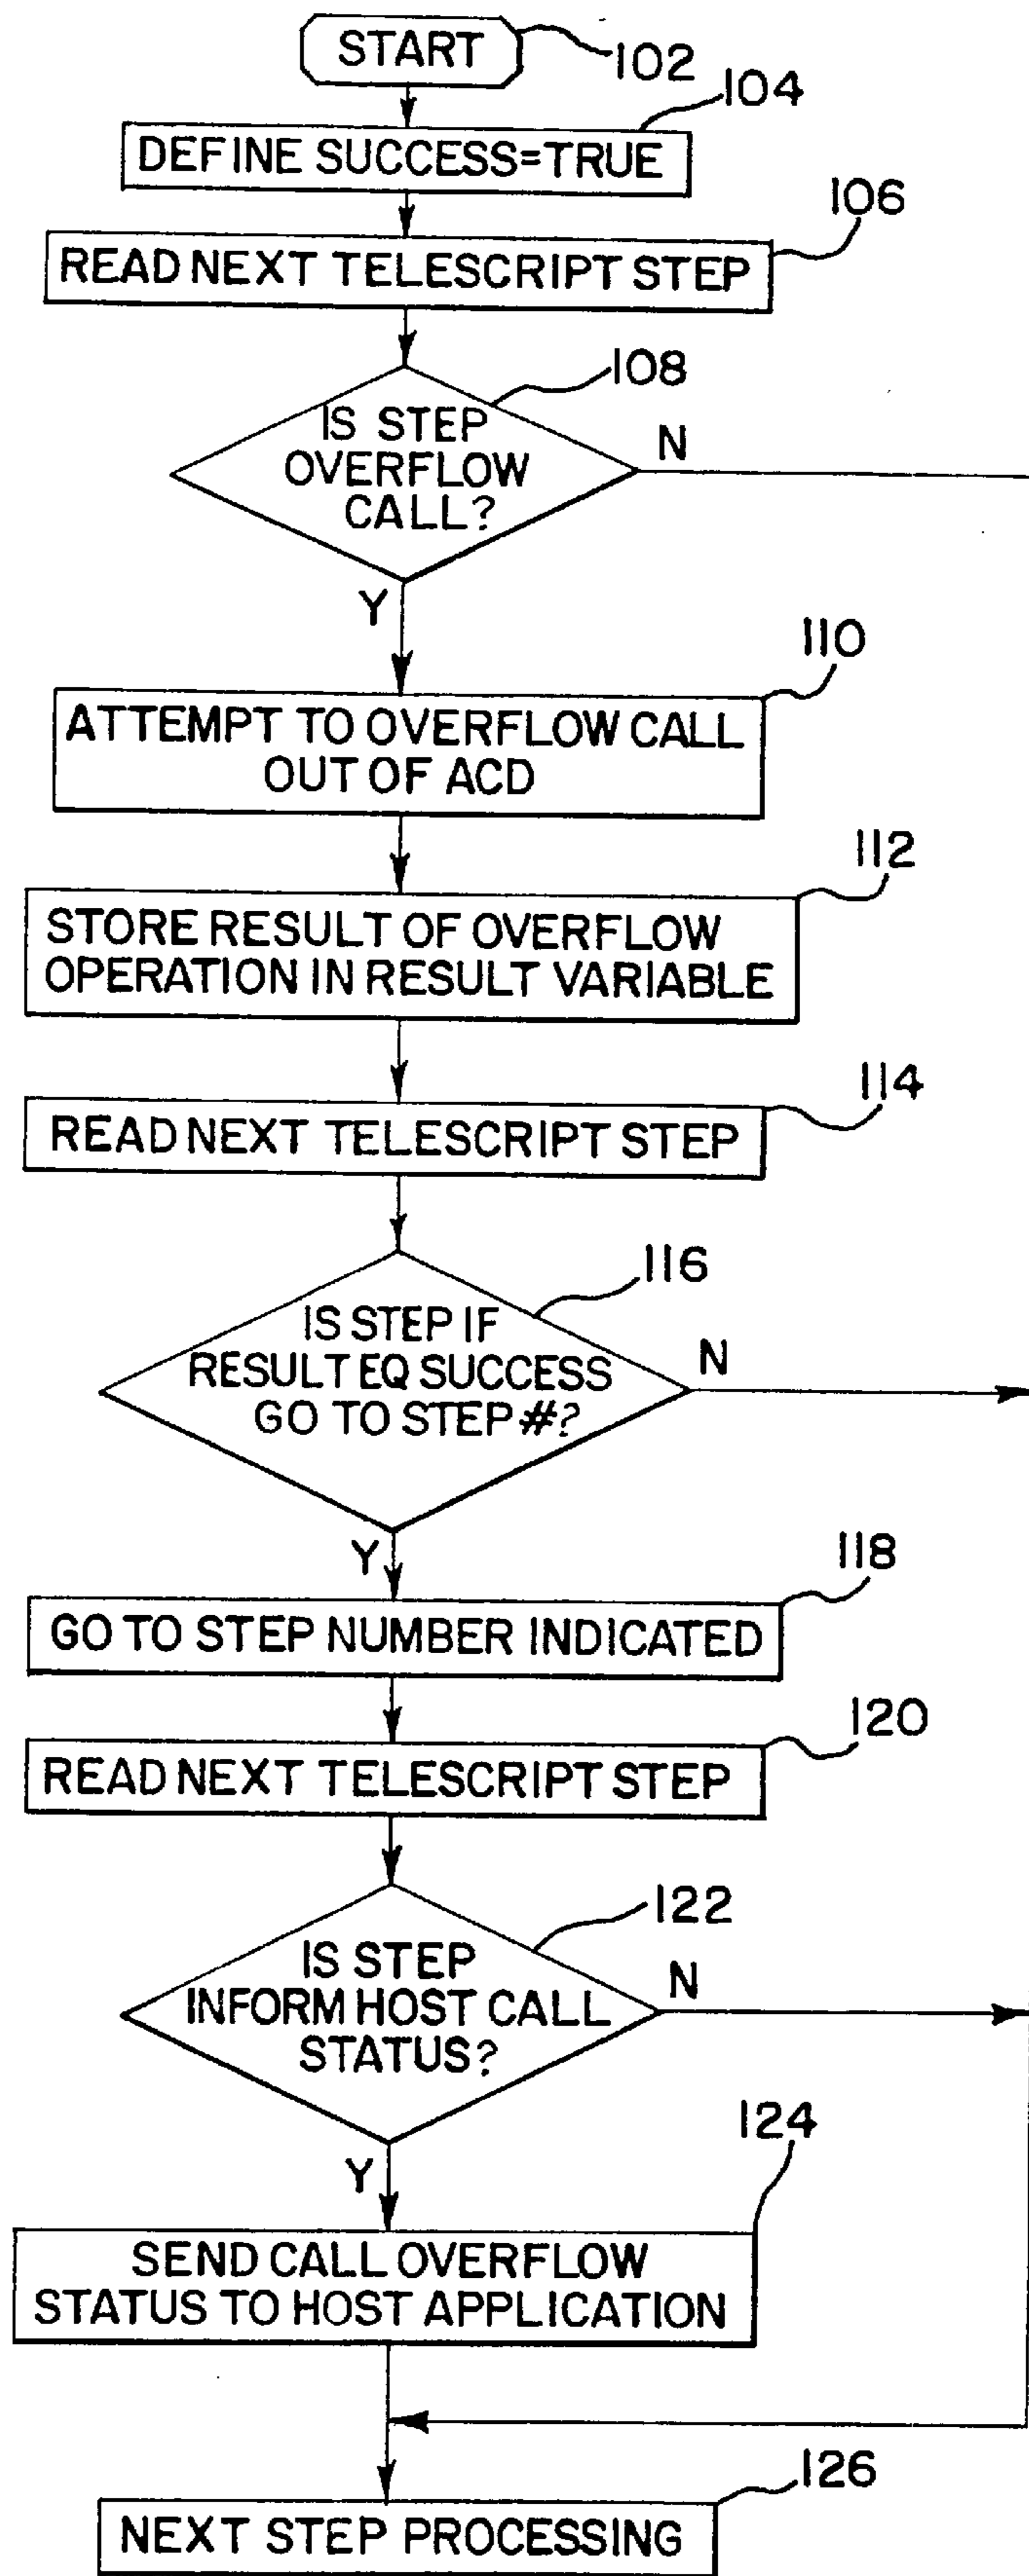 START
102
104
DEFINE SUCCESS=TRUE
106
READ NEXT TELESCRIPT STEP
108
IS STEP
OVERFLOW
CALL?
N
Y
110
ATTEMPT TO OVERFLOW CALL
OUT OF ACD
112
STORE RESULT OF OVERFLOW
OPERATION IN RESULT VARIABLE
114
READ NEXT TELESCRIPT STEP
116
IS STEP IF
RESULT EQ SUCCESS
GO TO STEP #?
N
Y
118
GO TO STEP NUMBER INDICATED
120
READ NEXT TELESCRIPT STEP
122
IS STEP
INFORM HOST CALL
STATUS?
N
Y
124
SEND CALL OVERFLOW
STATUS TO HOST APPLICATION
126
NEXT STEP PROCESSING